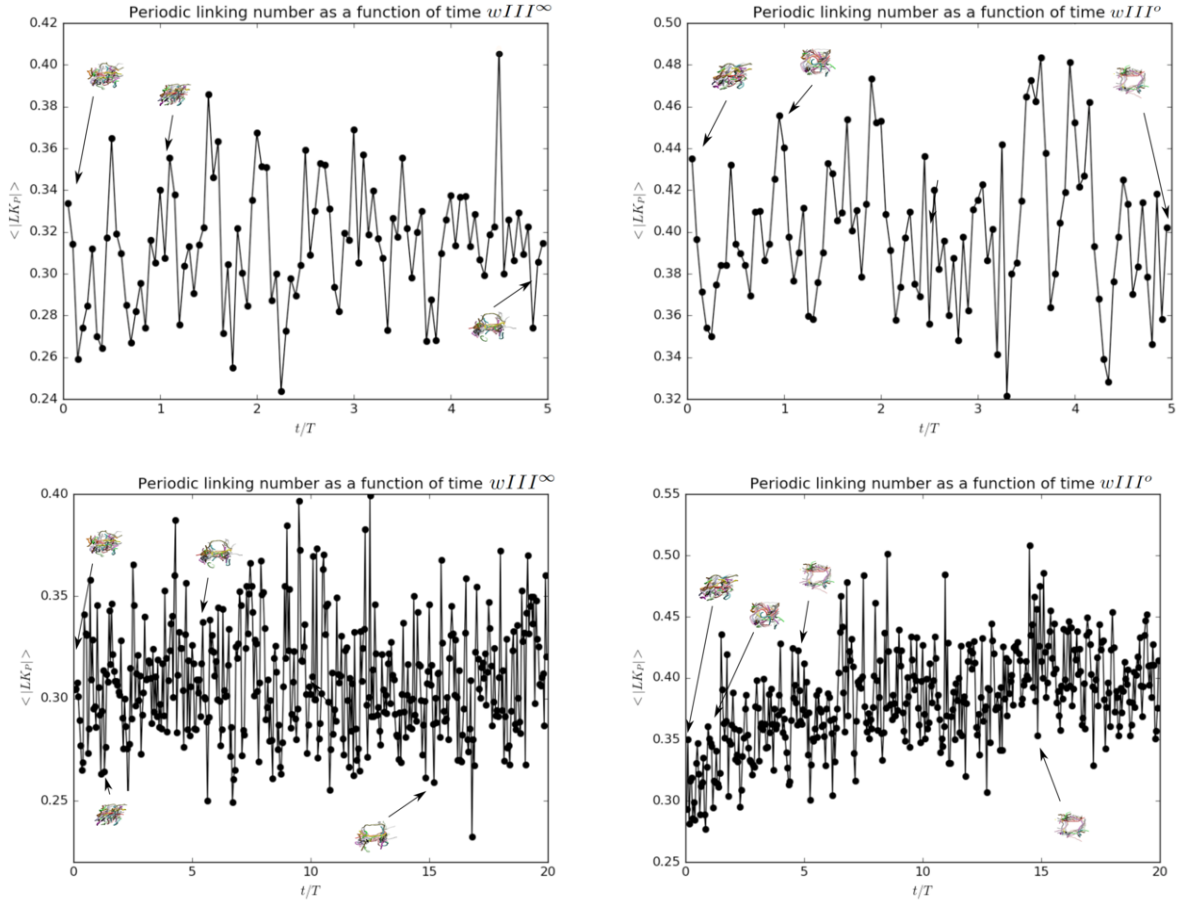 Periodic linking number as a function of time wIII^∞
0.42
0.40
0.38
0.36
0.34
0.32
0.30
0.28
0.26
0.24
< |LK_P| >
0 1 2 3 4 5
t/T
Periodic linking number as a function of time wIII^o
0.50
0.48
0.46
0.44
0.42
0.40
0.38
0.36
0.34
0.32
< |LK_P| >
0 1 2 3 4 5
t/T
Periodic linking number as a function of time wIII^∞
0.40
0.35
0.30
0.25
< |LK_P| >
0 5 10 15 20
t/T
Periodic linking number as a function of time wIII^o
0.55
0.50
0.45
0.40
0.35
0.30
0.25
< |LK_P| >
0 5 10 15 20
t/T